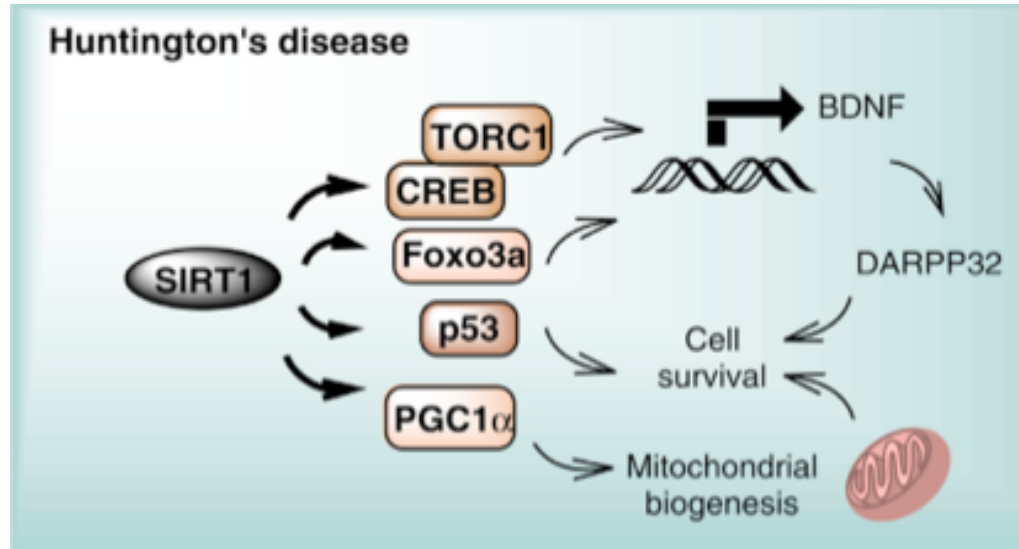 Huntington's disease
TORC1
CREB
Foxo3a
SIRT1
p53
PGC1α
BDNF
DARPP32
Cell
survival
Mitochondrial
biogenesis